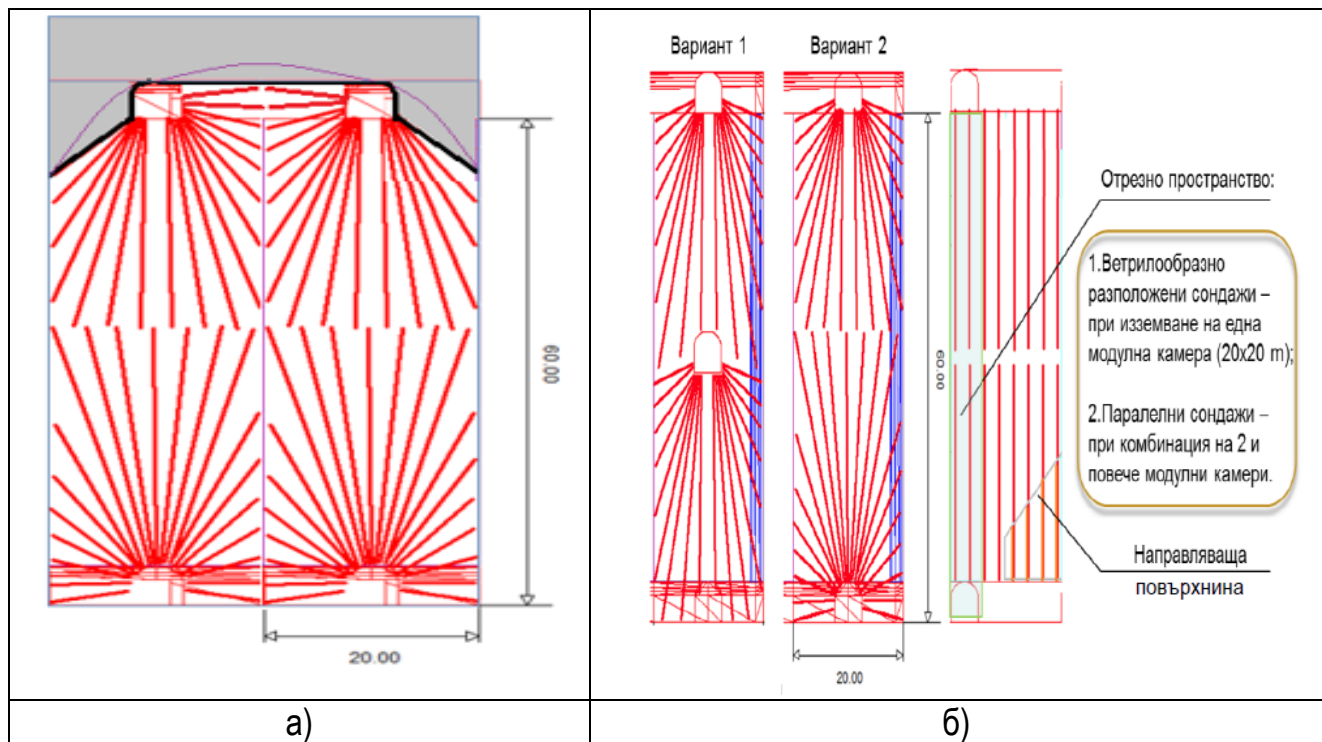 60.00
20.00
а)
Вариант 1
Вариант 2
60.00
20.00
Отрезно пространство:
1.Ветрилообразно
разположени сондажи –
при изземване на една
модулна камера (20x20 m);
2.Паралелни сондажи –
при комбинация на 2 и
повече модулни камери.
Направляваща
повърхнина
б)